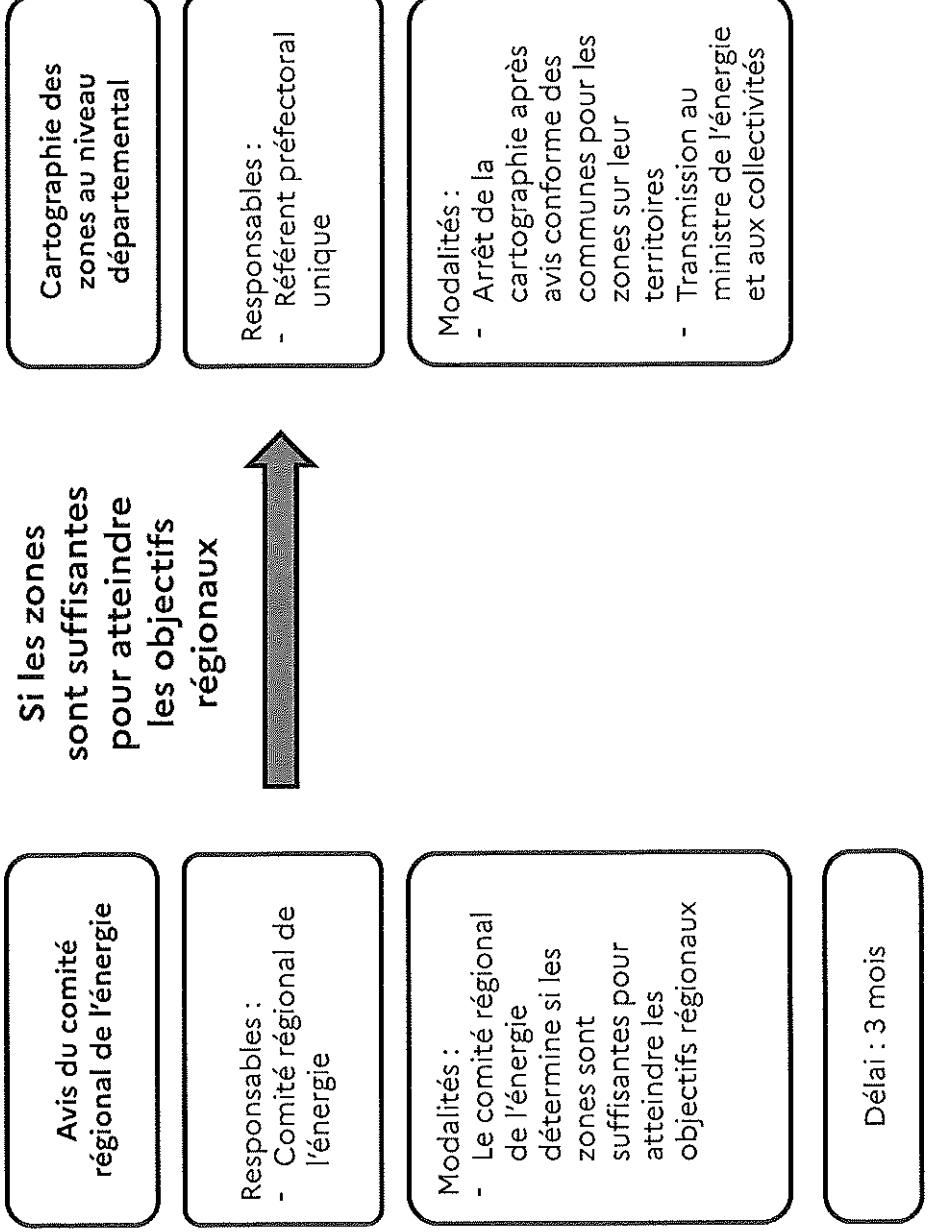 Avis du comité
régional de l'énergie
Responsables :
- Comité régional de
l'énergie
Modalités :
- Le comité régional
de l'énergie
détermine si les
zones sont
suffisantes pour
atteindre les
objectifs régionaux
Délai : 3 mois
Si les zones
sont suffisantes
pour atteindre
les objectifs
régionaux
Cartographie des
zones au niveau
départemental
Responsables :
- Référent préfectoral
unique
Modalités :
- Arrêt de la
cartographie après
avis conforme des
communes pour les
zones sur leur
territoires
- Transmission au
ministre de l'énergie
et aux collectivités